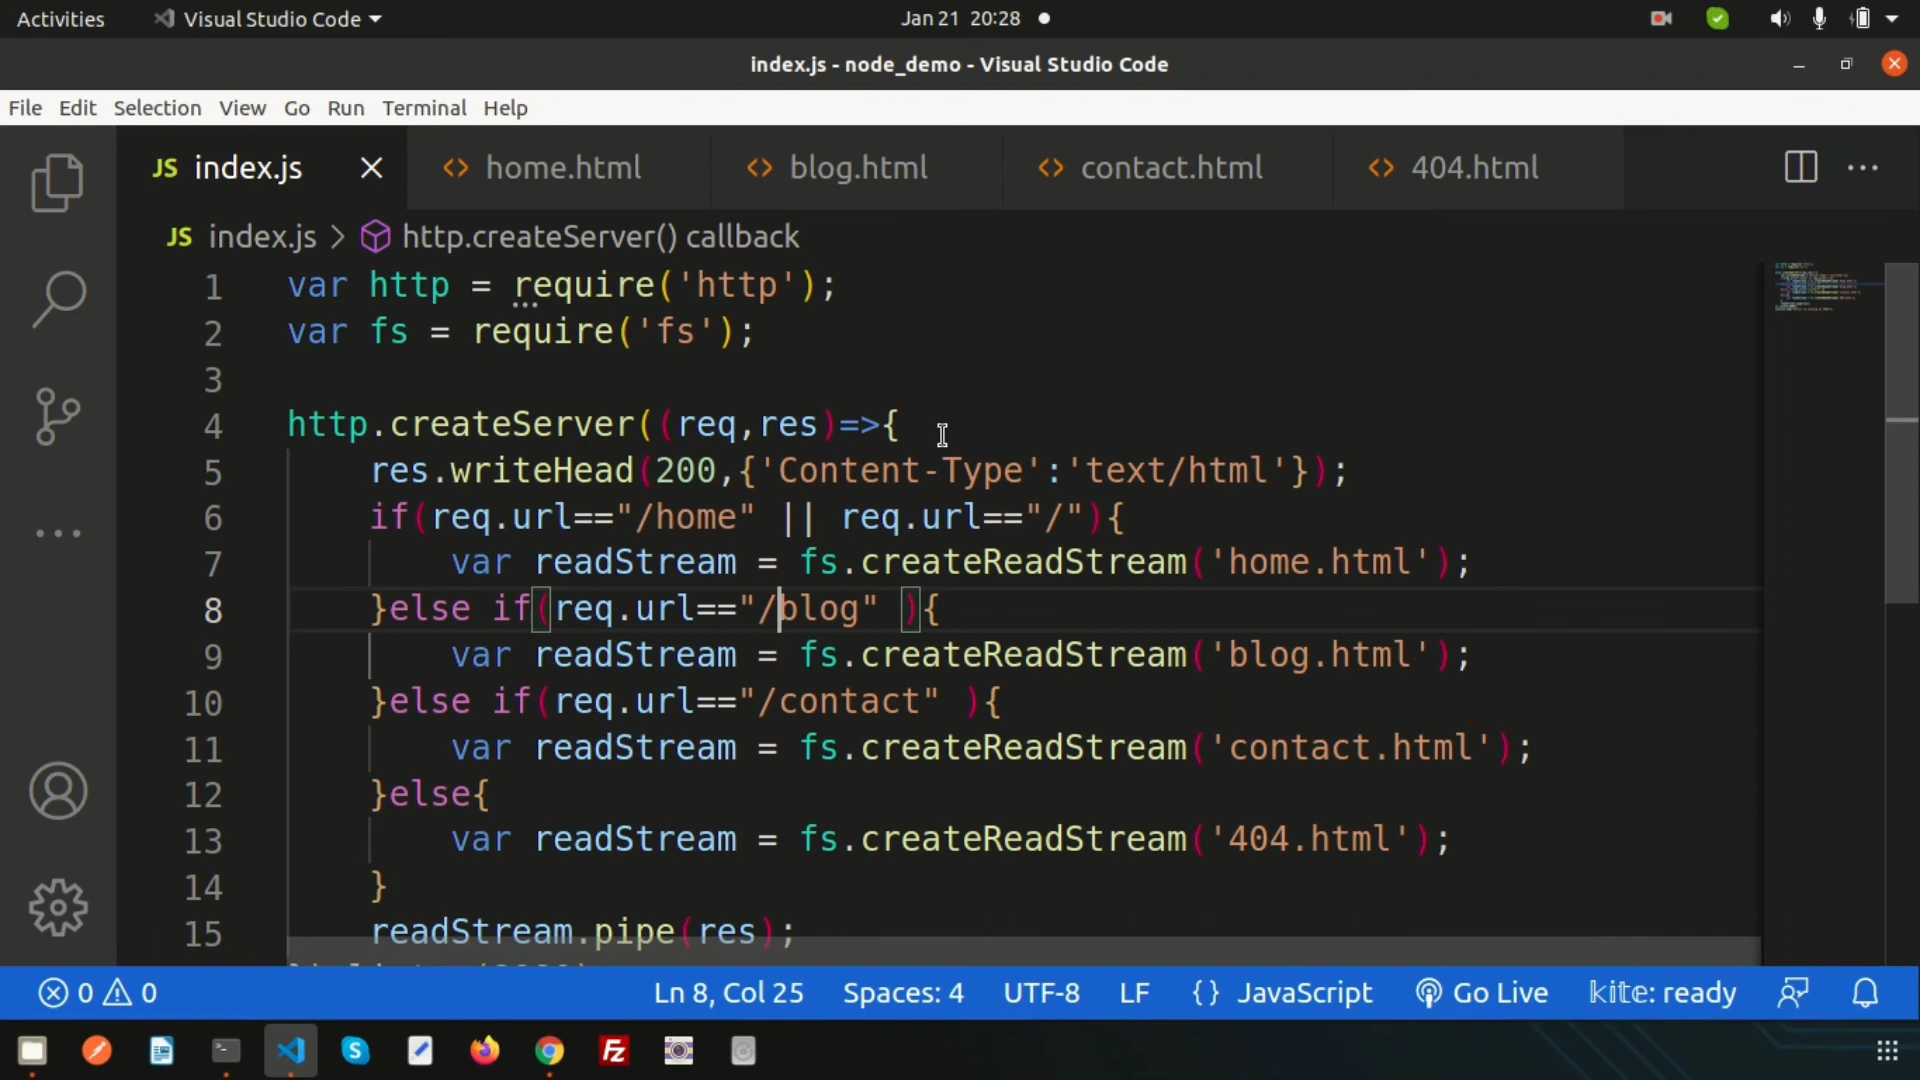 Activities Visual Studio Code Jan 21 20:28
index.js - node_demo - Visual Studio Code
File Edit Selection View Go Run Terminal Help
JS index.js home.html blog.html contact.html 404.html
JS index.js > http.createServer() callback
1 var http = require('http');
2 var fs = require('fs');
3
4 http.createServer((req,res)=>{
5 res.writeHead(200,{'Content-Type':'text/html'});
6 if(req.url=="/home" || req.url=="/"){
7 var readStream = fs.createReadStream('home.html');
8 }else if(req.url=="/blog" ){
9 var readStream = fs.createReadStream('blog.html');
10 }else if(req.url=="/contact" ){
11 var readStream = fs.createReadStream('contact.html');
12 }else{
13 var readStream = fs.createReadStream('404.html');
14 }
15 readStream.pipe(res);
0 0 Ln 8, Col 25 Spaces: 4 UTF-8 LF {} JavaScript Go Live kite: ready